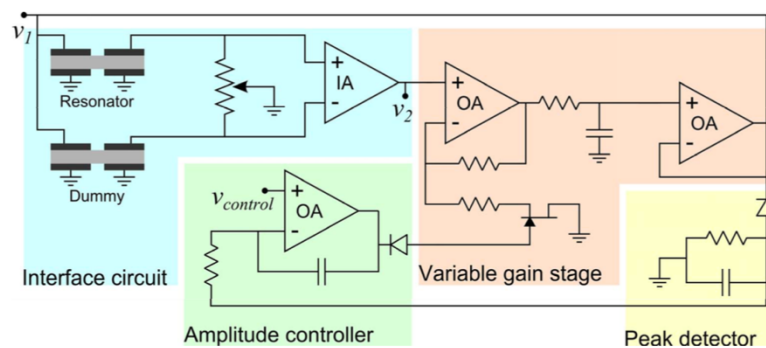 v1
+
IA
-
Resonator
v2
+
OA
-
+
OA
-
Dummy
vcontrol
+
OA
-
Interface circuit
Variable gain stage
Amplitude controller
Peak detector